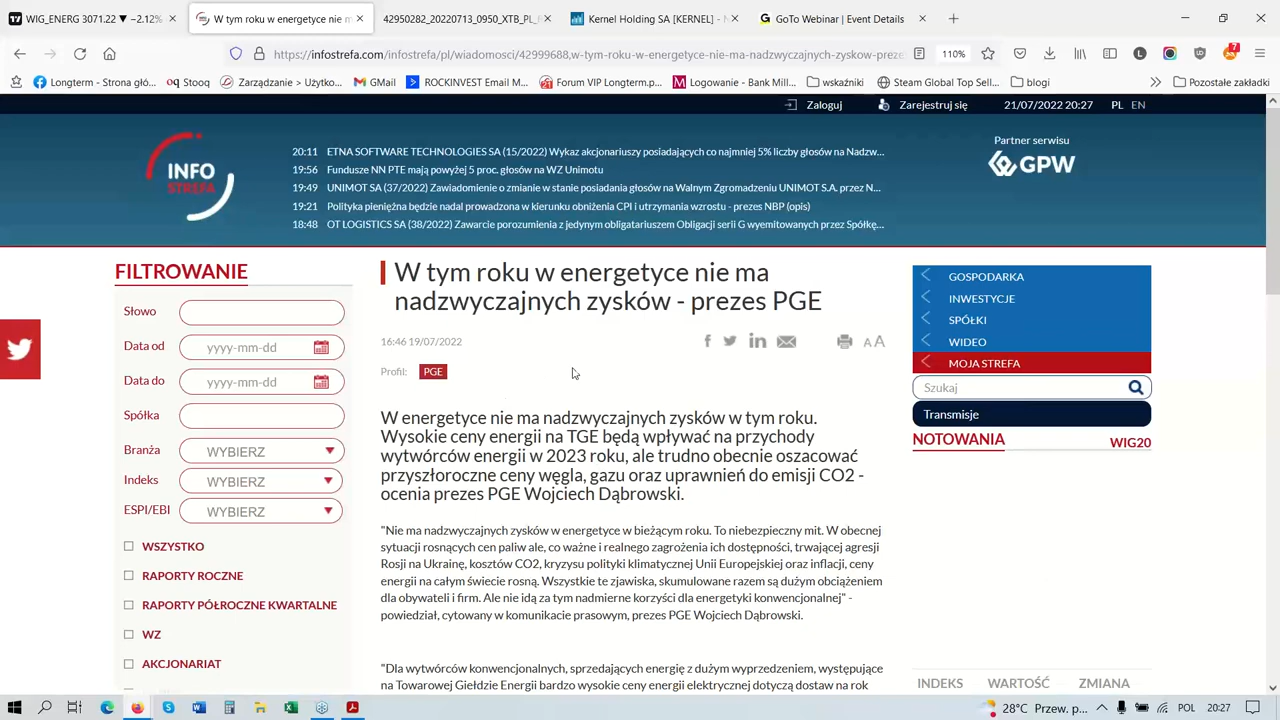 WIG_ENERG 3071.22 ▼ −2.12%
W tym roku w energetyce nie m
42950282_20220713_0950_XTB_PL_
Kernel Holding SA [KERNEL] - N
GoTo Webinar | Event Details
https://infostrefa.com/infostrefa/pl/wiadomosci/42999688,w-tym-roku-w-energetyce-nie-ma-nadzwyczajnych-zyskow-preze
110%
7
Longterm - Strona głó...
Stooq
Zarządzanie > Użytko...
GMail
ROCKINVEST Email M...
Forum VIP Longterm.p...
Logowanie - Bank Mill...
wskaźniki
Steam Global Top Sell...
blogi
Pozostałe zakładki
Zaloguj
Zarejestruj się
21/07/2022 20:27
PL EN
INFO
STREFA
20:11 ETNA SOFTWARE TECHNOLOGIES SA (15/2022) Wykaz akcjonariuszy posiadających co najmniej 5% liczby głosów na Nadzw...
19:56 Fundusze NN PTE mają powyżej 5 proc. głosów na WZ Unimotu
19:49 UNIMOT SA (37/2022) Zawiadomienie o zmianie w stanie posiadania głosów na Walnym Zgromadzeniu UNIMOT S.A. przez N...
19:21 Polityka pieniężna będzie nadal prowadzona w kierunku obniżenia CPI i utrzymania wzrostu - prezes NBP (opis)
18:48 OT LOGISTICS SA (38/2022) Zawarcie porozumienia z jedynym obligatariuszem Obligacji serii G wyemitowanych przez Spółkę...
Partner serwisu
GPW
FILTROWANIE
Słowo
Data od yyyy-mm-dd
Data do yyyy-mm-dd
Spółka
Branża WYBIERZ
Indeks WYBIERZ
ESPI/EBI WYBIERZ
WSZYSTKO
RAPORTY ROCZNE
RAPORTY PÓŁROCZNE KWARTALNE
WZ
AKCJONARIAT
W tym roku w energetyce nie ma
nadzwyczajnych zysków - prezes PGE
16:46 19/07/2022
A A
Profil: PGE
W energetyce nie ma nadzwyczajnych zysków w tym roku.
Wysokie ceny energii na TGE będą wpływać na przychody
wytwórców energii w 2023 roku, ale trudno obecnie oszacować
przyszłoroczne ceny węgla, gazu oraz uprawnień do emisji CO2 -
ocenia prezes PGE Wojciech Dąbrowski.
"Nie ma nadzwyczajnych zysków w energetyce w bieżącym roku. To niebezpieczny mit. W obecnej
sytuacji rosnących cen paliw ale, co ważne i realnego zagrożenia ich dostępności, trwającej agresji
Rosji na Ukrainę, kosztów CO2, kryzysu polityki klimatycznej Unii Europejskiej oraz inflacji, ceny
energii na całym świecie rosną. Wszystkie te zjawiska, skumulowane razem są dużym obciążeniem
dla obywateli i firm. Ale nie idą za tym nadmierne korzyści dla energetyki konwencjonalnej" -
powiedział, cytowany w komunikacie prasowym, prezes PGE Wojciech Dąbrowski.
"Dla wytwórców konwencjonalnych, sprzedających energię z dużym wyprzedzeniem, występujące
na Towarowej Giełdzie Energii bardzo wysokie ceny energii elektrycznej dotyczą dostaw na rok
GOSPODARKA
INWESTYCJE
SPÓŁKI
WIDEO
MOJA STREFA
Szukaj
Transmisje
NOTOWANIA WIG20
INDEKS WARTOŚĆ ZMIANA
28°C Przew. p...
POL
20:27